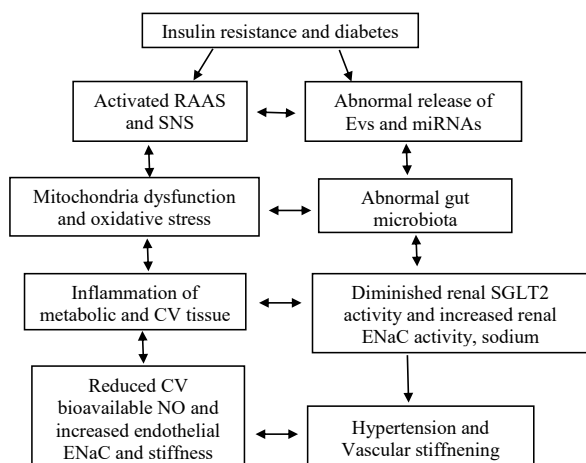 Insulin resistance and diabetes
Activated RAAS
and SNS
Abnormal release of
Evs and miRNAs
Mitochondria dysfunction
and oxidative stress
Abnormal gut
microbiota
Inflammation of
metabolic and CV tissue
Diminished renal SGLT2
activity and increased renal
ENaC activity, sodium
Reduced CV
bioavailable NO and
increased endothelial
ENaC and stiffness
Hypertension and
Vascular stiffening